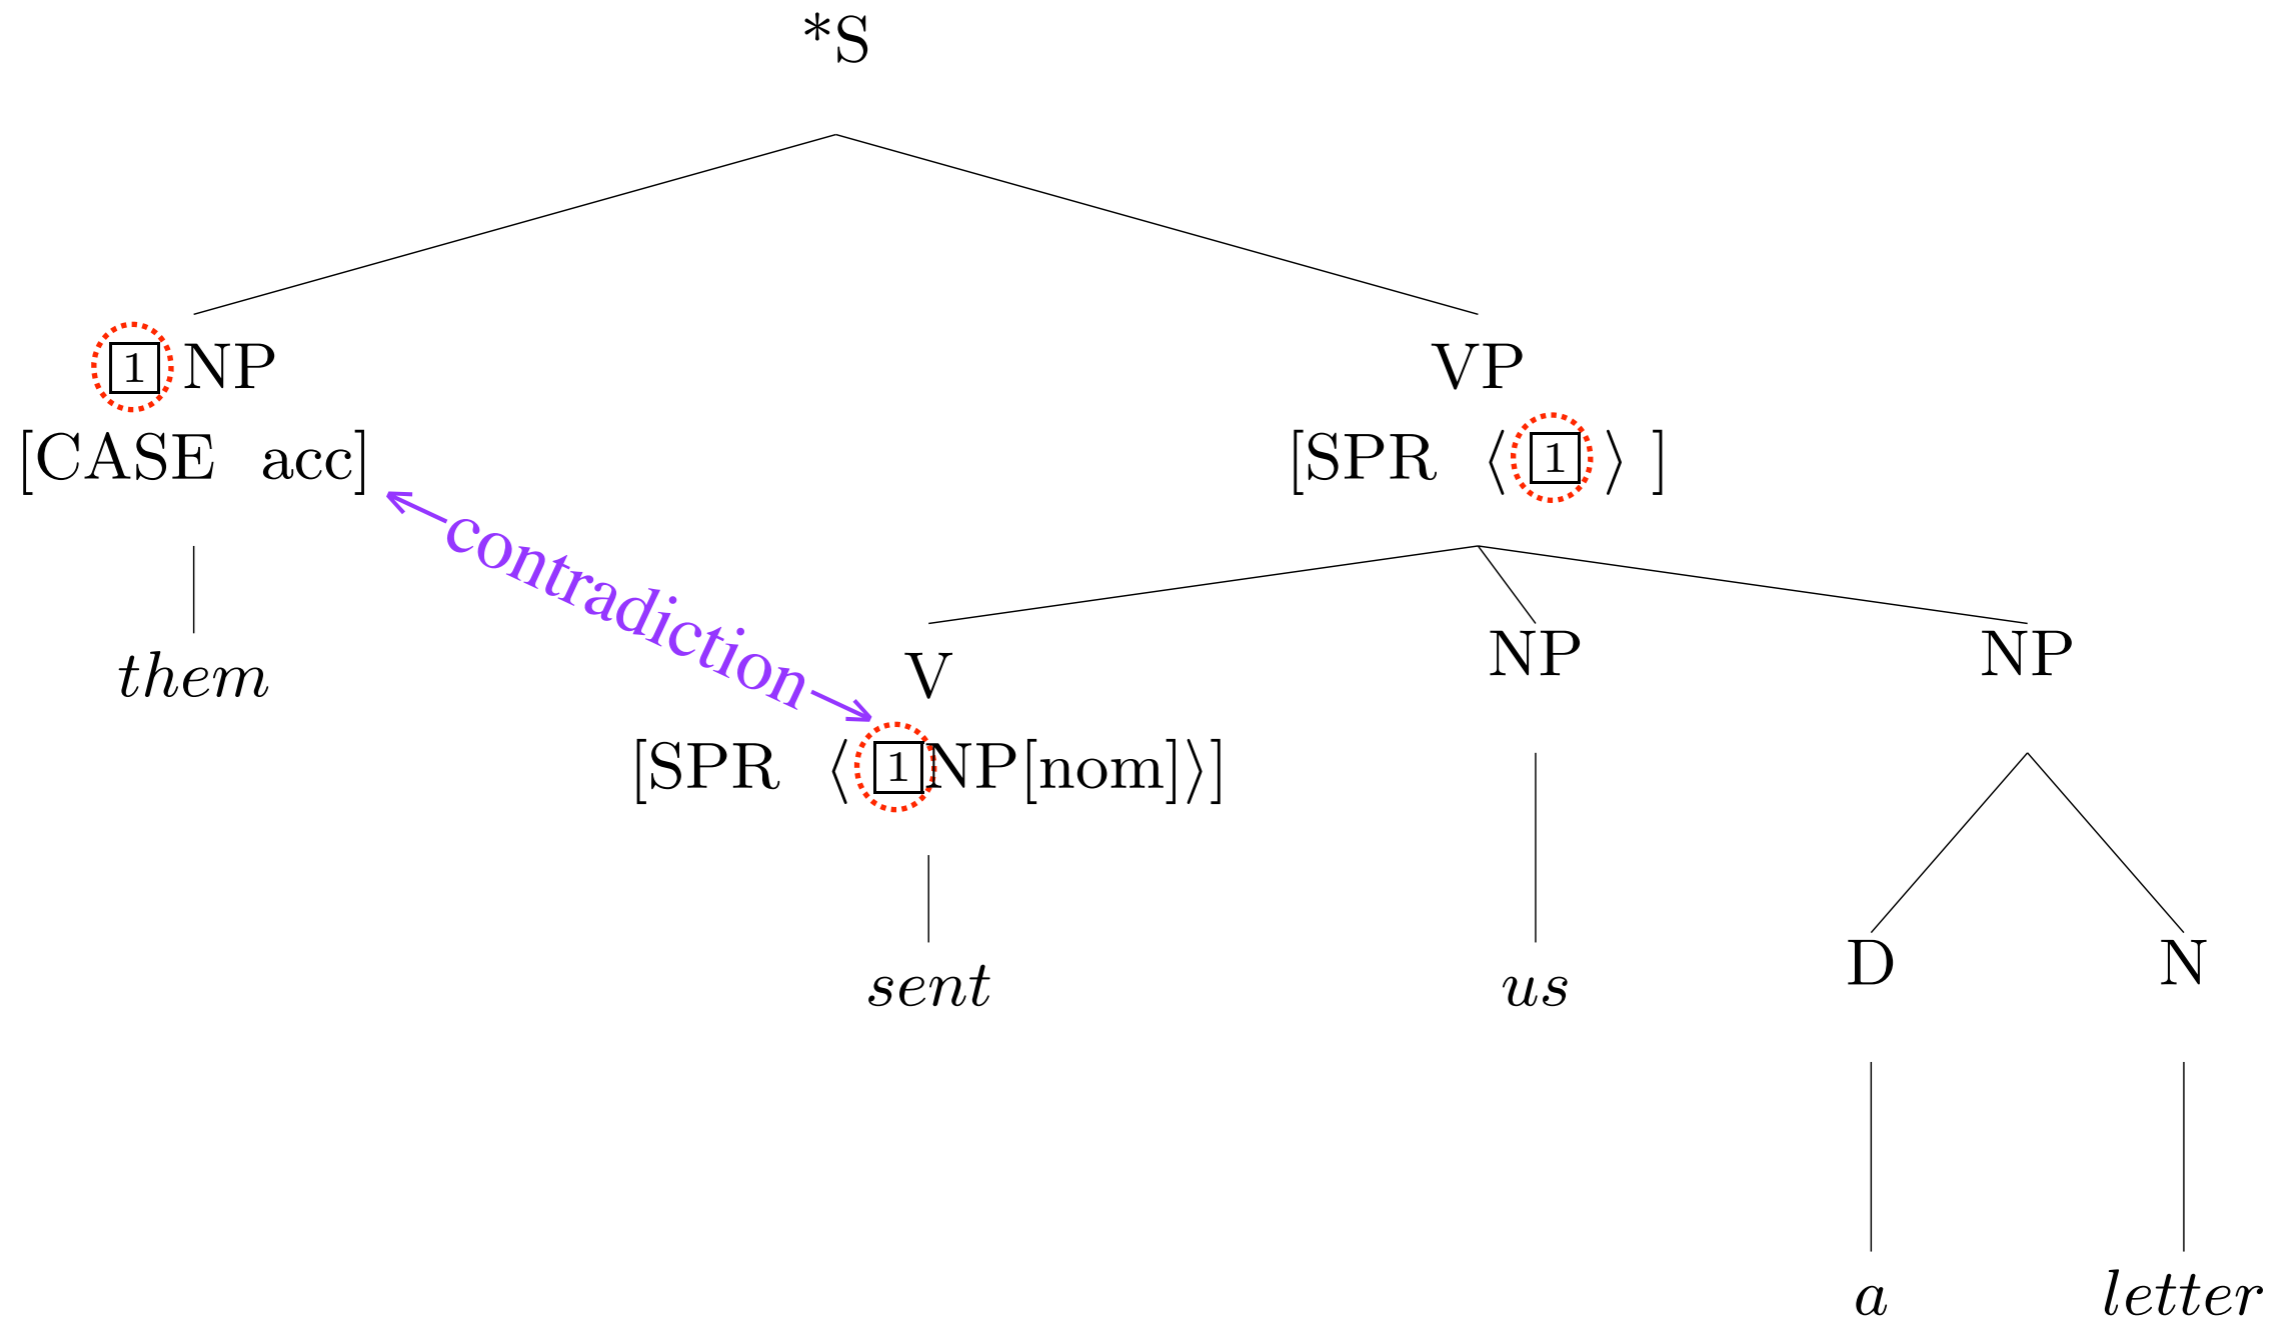 *S
1 NP VP
[CASE acc] [SPR ⟨ 1 ⟩ ]
contradiction
them V NP NP
[SPR ⟨ 1 NP[nom]⟩]
sent us D N
a letter